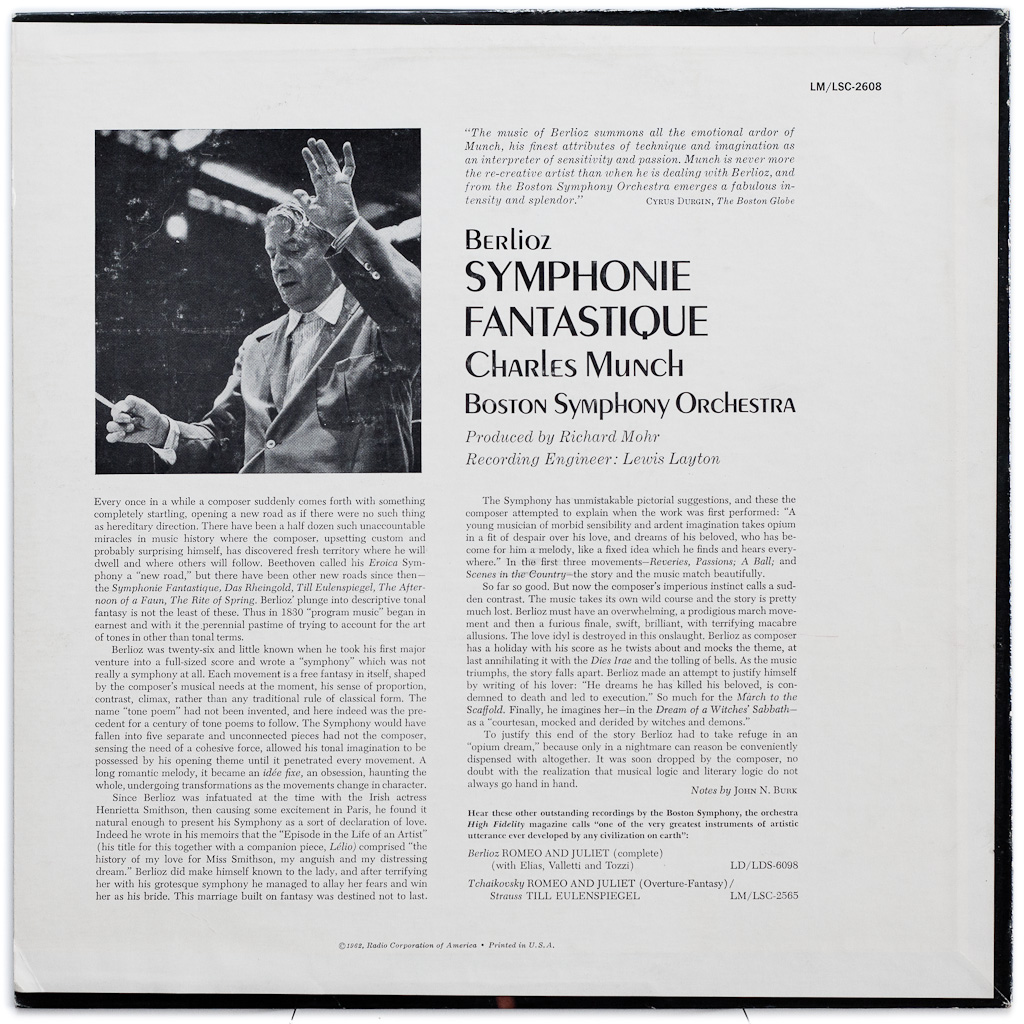 LM/LSC-2608
"The music of Berlioz summons all the emotional ardor of
Munch, his finest attributes of technique and imagination as
an interpreter of sensitivity and passion. Munch is never more
the re-creative artist than when he is dealing with Berlioz, and
from the Boston Symphony Orchestra emerges a fabulous in-
tensity and splendor." CYRUS DURGIN, The Boston Globe
Berlioz
SYMPHONIE
FANTASTIQUE
Charles Munch
Boston Symphony Orchestra
Produced by Richard Mohr
Recording Engineer: Lewis Layton
Every once in a while a composer suddenly comes forth with something
completely startling, opening a new road as if there were no such thing
as hereditary direction. There have been a half dozen such unaccountable
miracles in music history where the composer, upsetting custom and
probably surprising himself, has discovered fresh territory where he will
dwell and where others will follow. Beethoven called his Eroica Sym-
phony a "new road," but there have been other new roads since then—
the Symphonie Fantastique, Das Rheingold, Till Eulenspiegel, The After-
noon of a Faun, The Rite of Spring. Berlioz' plunge into descriptive tonal
fantasy is not the least of these. Thus in 1830 "program music" began in
earnest and with it the perennial pastime of trying to account for the art
of tones in other than tonal terms.
Berlioz was twenty-six and little known when he took his first major
venture into a full-sized score and wrote a "symphony" which was not
really a symphony at all. Each movement is a free fantasy in itself, shaped
by the composer's musical needs at the moment, his sense of proportion,
contrast, climax, rather than any traditional rule of classical form. The
name "tone poem" had not been invented, and here indeed was the pre-
cedent for a century of tone poems to follow. The Symphony would have
fallen into five separate and unconnected pieces had not the composer,
sensing the need of a cohesive force, allowed his tonal imagination to be
possessed by his opening theme until it penetrated every movement. A
long romantic melody, it became an idée fixe, an obsession, haunting the
whole, undergoing transformations as the movements change in character.
Since Berlioz was infatuated at the time with the Irish actress
Henrietta Smithson, then causing some excitement in Paris, he found it
natural enough to present his Symphony as a sort of declaration of love.
Indeed he wrote in his memoirs that the "Episode in the Life of an Artist"
(his title for this together with a companion piece, Lélio) comprised "the
history of my love for Miss Smithson, my anguish and my distressing
dream." Berlioz did make himself known to the lady, and after terrifying
her with his grotesque symphony he managed to allay her fears and win
her as his bride. This marriage built on fantasy was destined not to last.
The Symphony has unmistakable pictorial suggestions, and these the
composer attempted to explain when the work was first performed: "A
young musician of morbid sensibility and ardent imagination takes opium
in a fit of despair over his love, and dreams of his beloved, who has be-
come for him a melody, like a fixed idea which he finds and hears every-
where." In the first three movements—Reveries, Passions; A Ball; and
Scenes in the Country—the story and the music match beautifully.
So far so good. But now the composer's imperious instinct calls a sud-
den contrast. The music takes its own wild course and the story is pretty
much lost. Berlioz must have an overwhelming, a prodigious march move-
ment and then a furious finale, swift, brilliant, with terrifying macabre
allusions. The love idyl is destroyed in this onslaught. Berlioz as composer
has a holiday with his score as he twists about and mocks the theme, at
last annihilating it with the Dies Irae and the tolling of bells. As the music
triumphs, the story falls apart. Berlioz made an attempt to justify himself
by writing of his lover: "He dreams he has killed his beloved, is con-
demned to death and led to execution." So much for the March to the
Scaffold. Finally, he imagines her—in the Dream of a Witches' Sabbath—
as a "courtesan, mocked and derided by witches and demons."
To justify this end of the story Berlioz had to take refuge in an
"opium dream," because only in a nightmare can reason be conveniently
dispensed with altogether. It was soon dropped by the composer, no
doubt with the realization that musical logic and literary logic do not
always go hand in hand.
Notes by JOHN N. BURK
Hear these other outstanding recordings by the Boston Symphony, the orchestra
High Fidelity magazine calls "one of the very greatest instruments of artistic
utterance ever developed by any civilization on earth":
Berlioz ROMEO AND JULIET (complete)
(with Elias, Valletti and Tozzi) LD/LDS-6098
Tchaikovsky ROMEO AND JULIET (Overture-Fantasy)/
Strauss TILL EULENSPIEGEL LM/LSC-2565
©1962, Radio Corporation of America • Printed in U.S.A.